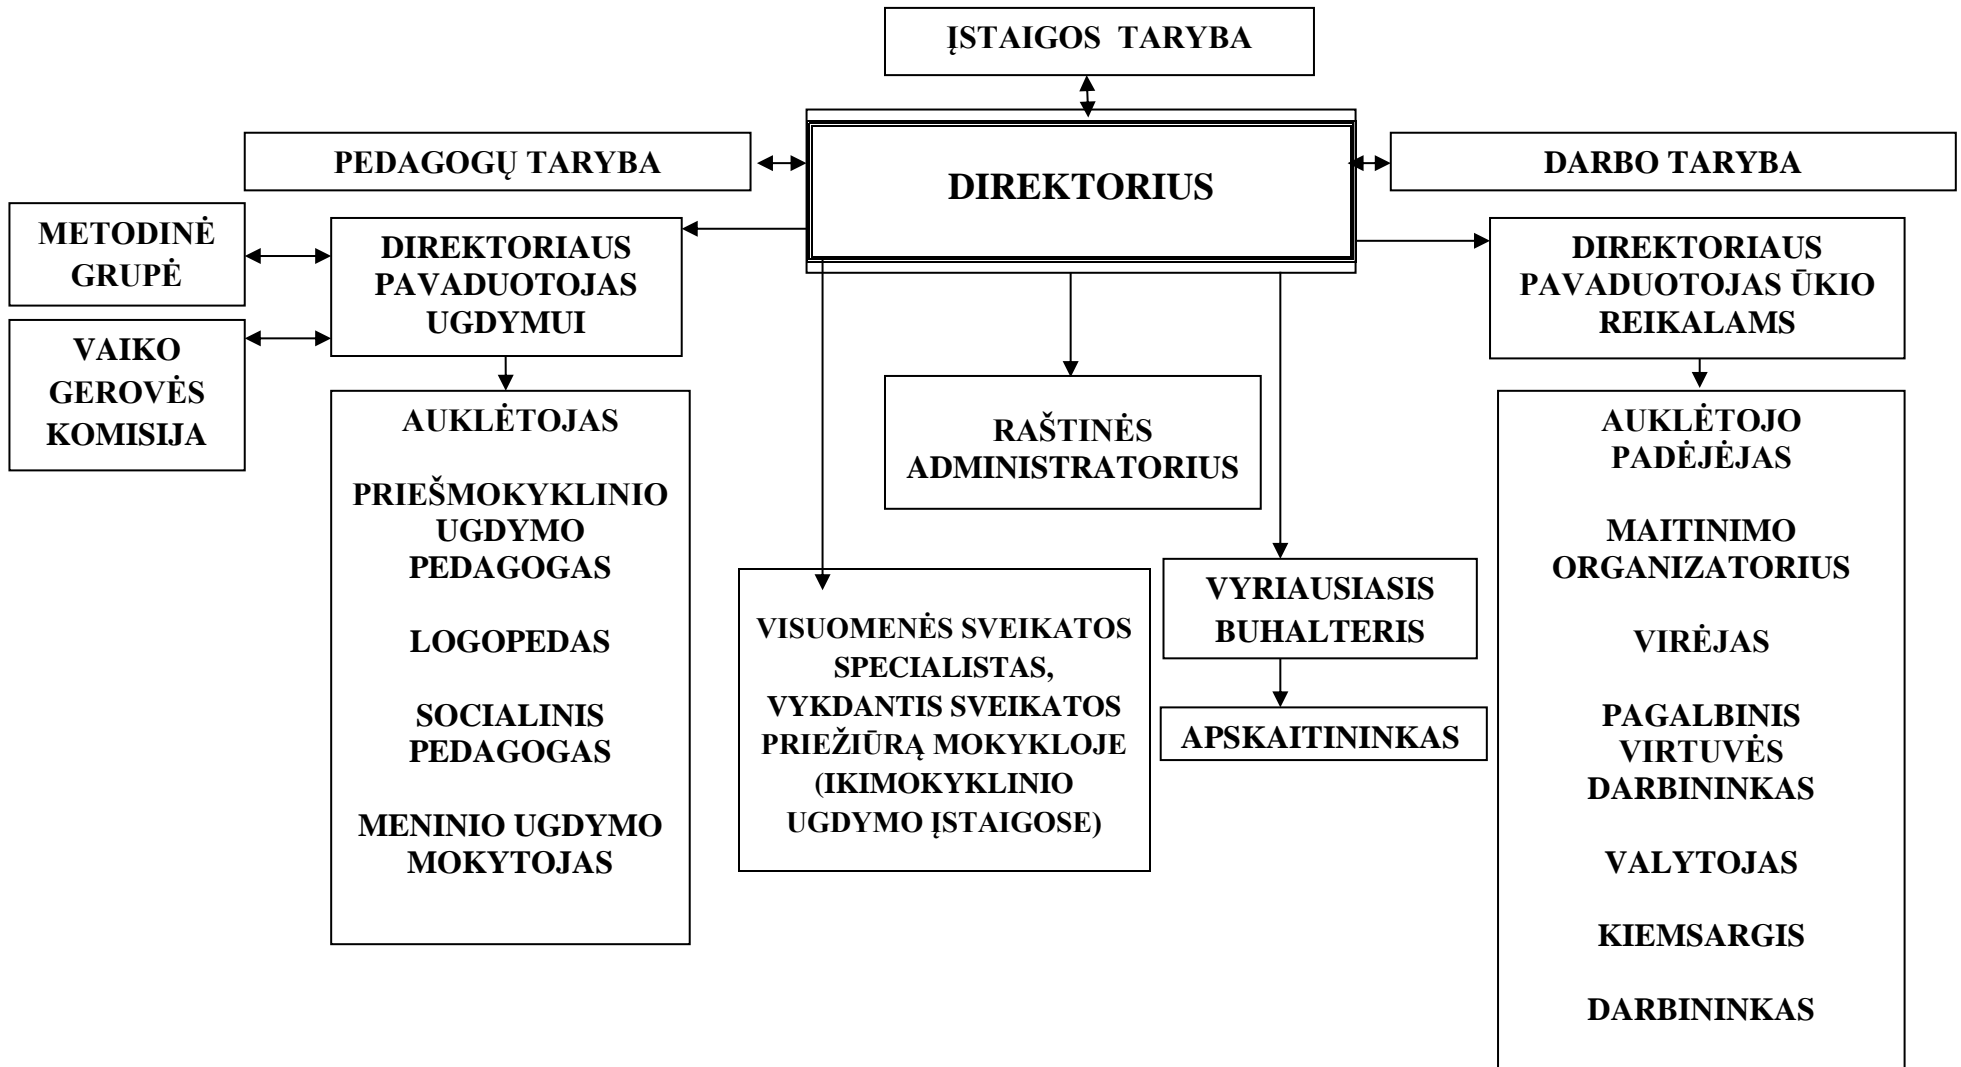 ĮSTAIGOS TARYBA
PEDAGOGŲ TARYBA
DIREKTORIUS
DARBO TARYBA
METODINĖ
GRUPĖ
DIREKTORIAUS
PAVADUOTOJAS
UGDYMUI
DIREKTORIAUS
PAVADUOTOJAS ŪKIO
REIKALAMS
VAIKO
GEROVĖS
KOMISIJA
AUKLĖTOJAS
PRIEŠMOKYKLINIO
UGDYMO
PEDAGOGAS
LOGOPEDAS
SOCIALINIS
PEDAGOGAS
MENINIO UGDYMO
MOKYTOJAS
RAŠTINĖS
ADMINISTRATORIUS
VISUOMENĖS SVEIKATOS
SPECIALISTAS,
VYKDANTIS SVEIKATOS
PRIEŽIŪRĄ MOKYKLOJE
(IKIMOKYKLINIO
UGDYMO ĮSTAIGOSE)
VYRIAUSIASIS
BUHALTERIS
APSKAITININKAS
AUKLĖTOJO
PADĖJĖJAS
MAITINIMO
ORGANIZATORIUS
VIRĖJAS
PAGALBINIS
VIRTUVĖS
DARBININKAS
VALYTOJAS
KIEMSARGIS
DARBININKAS